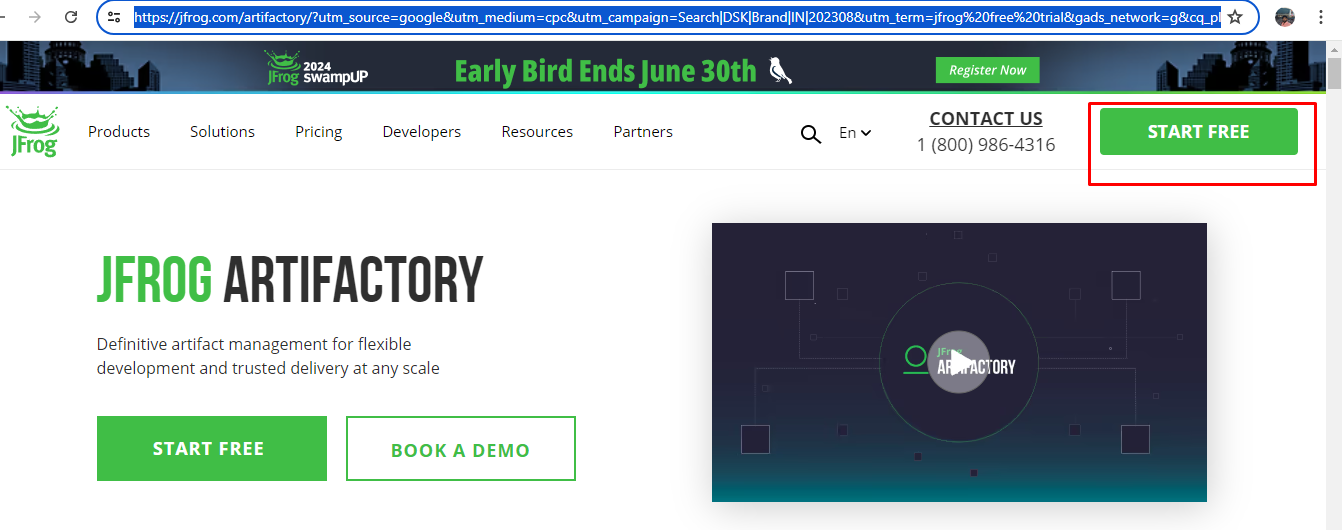 https://jfrog.com/artifactory/?utm_source=google&utm_medium=cpc&utm_campaign=Search|DSK|Brand|IN|202308&utm_term=jfrog%20free%20trial&gads_network=g&cq_pl
JFrog 2024 swampUP
Early Bird Ends June 30th
Register Now
JFrog
Products
Solutions
Pricing
Developers
Resources
Partners
En
CONTACT US
1 (800) 986-4316
START FREE
JFROG ARTIFACTORY
Definitive artifact management for flexible
development and trusted delivery at any scale
START FREE
BOOK A DEMO
JFrog
ARTIFACTORY